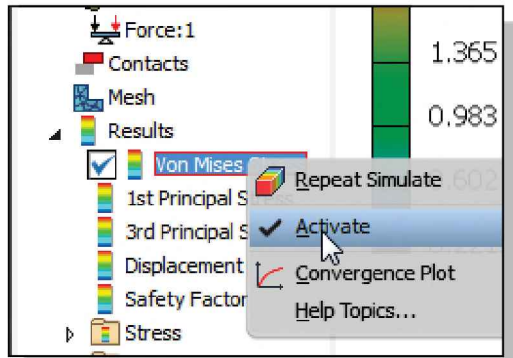 Force:1
Contacts
Mesh
Results
Von Mises
1st Principal
3rd Principal
Displacement
Safety Factor
Stress
Repeat Simulate
Activate
Convergence Plot
Help Topics...
1.365
0.983